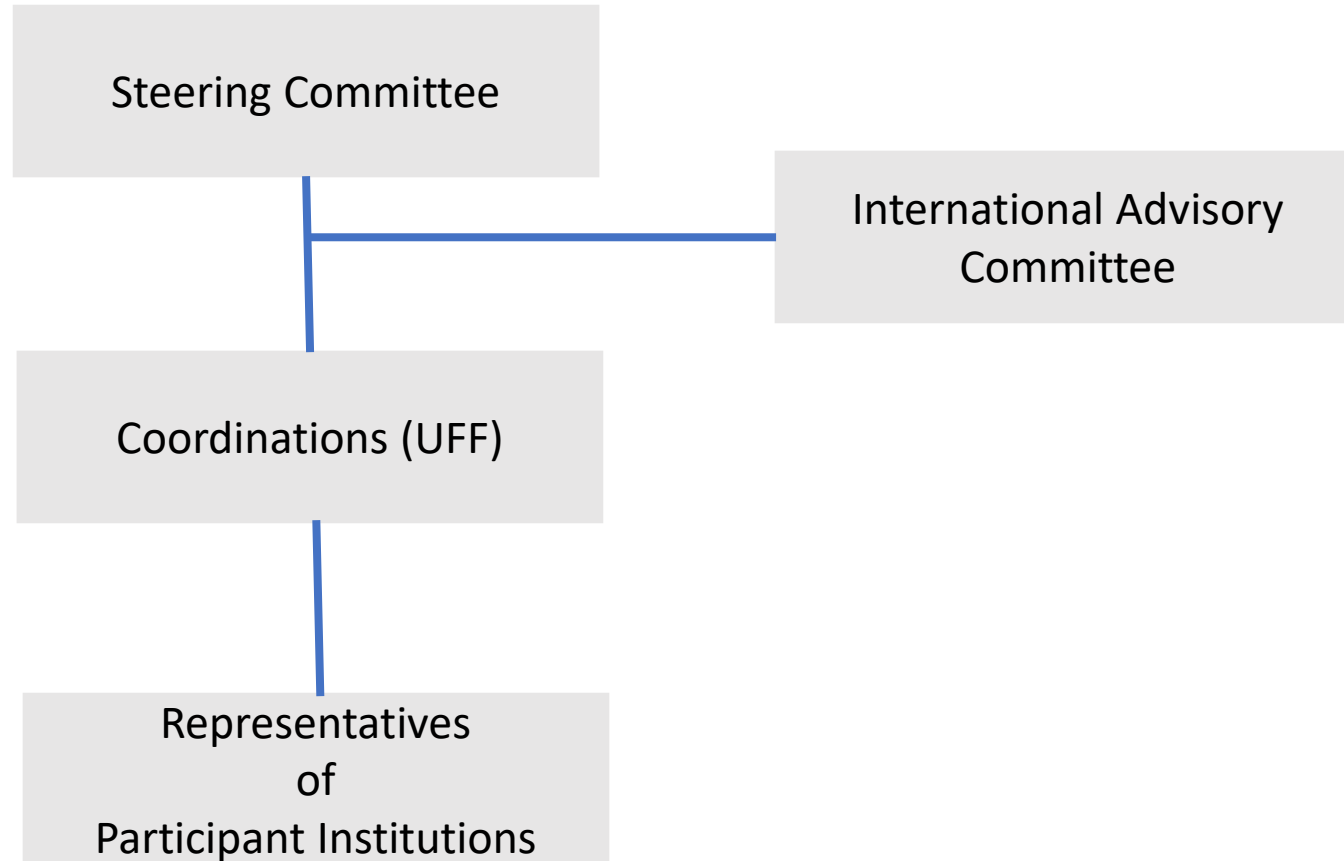 Steering Committee
International Advisory
Committee
Coordinations (UFF)
Representatives
of
Participant Institutions